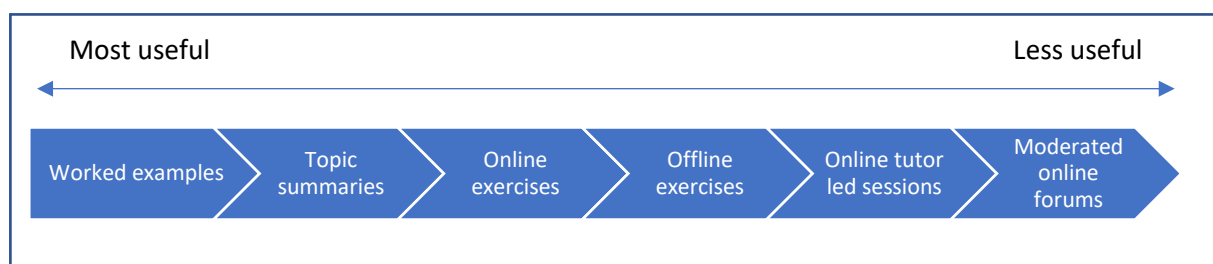 Most useful
Less useful
Worked examples
Topic
summaries
Online
exercises
Offline
exercises
Online tutor
led sessions
Moderated
online
forums